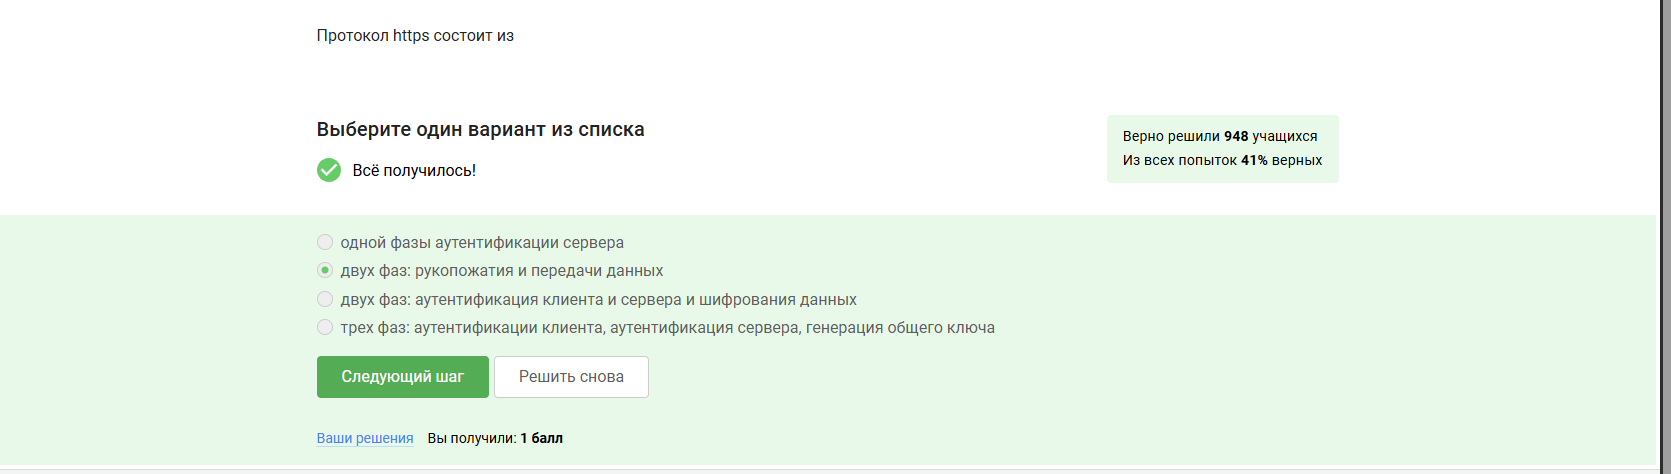 Протокол https состоит из
Выберите один вариант из списка
Всё получилось!
Верно решили 948 учащихся
Из всех попыток 41% верных
одной фазы аутентификации сервера
двух фаз: рукопожатия и передачи данных
двух фаз: аутентификация клиента и сервера и шифрования данных
трех фаз: аутентификации клиента, аутентификация сервера, генерация общего ключа
Следующий шаг
Решить снова
Ваши решения Вы получили: 1 балл